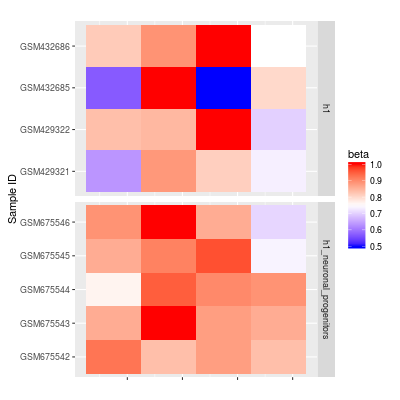 GSM432686
GSM432685
GSM429322
GSM429321
h1
GSM675546
GSM675545
GSM675544
GSM675543
GSM675542
h1_neuronal_progenitors
Sample ID
beta
1.0
0.9
0.8
0.7
0.6
0.5